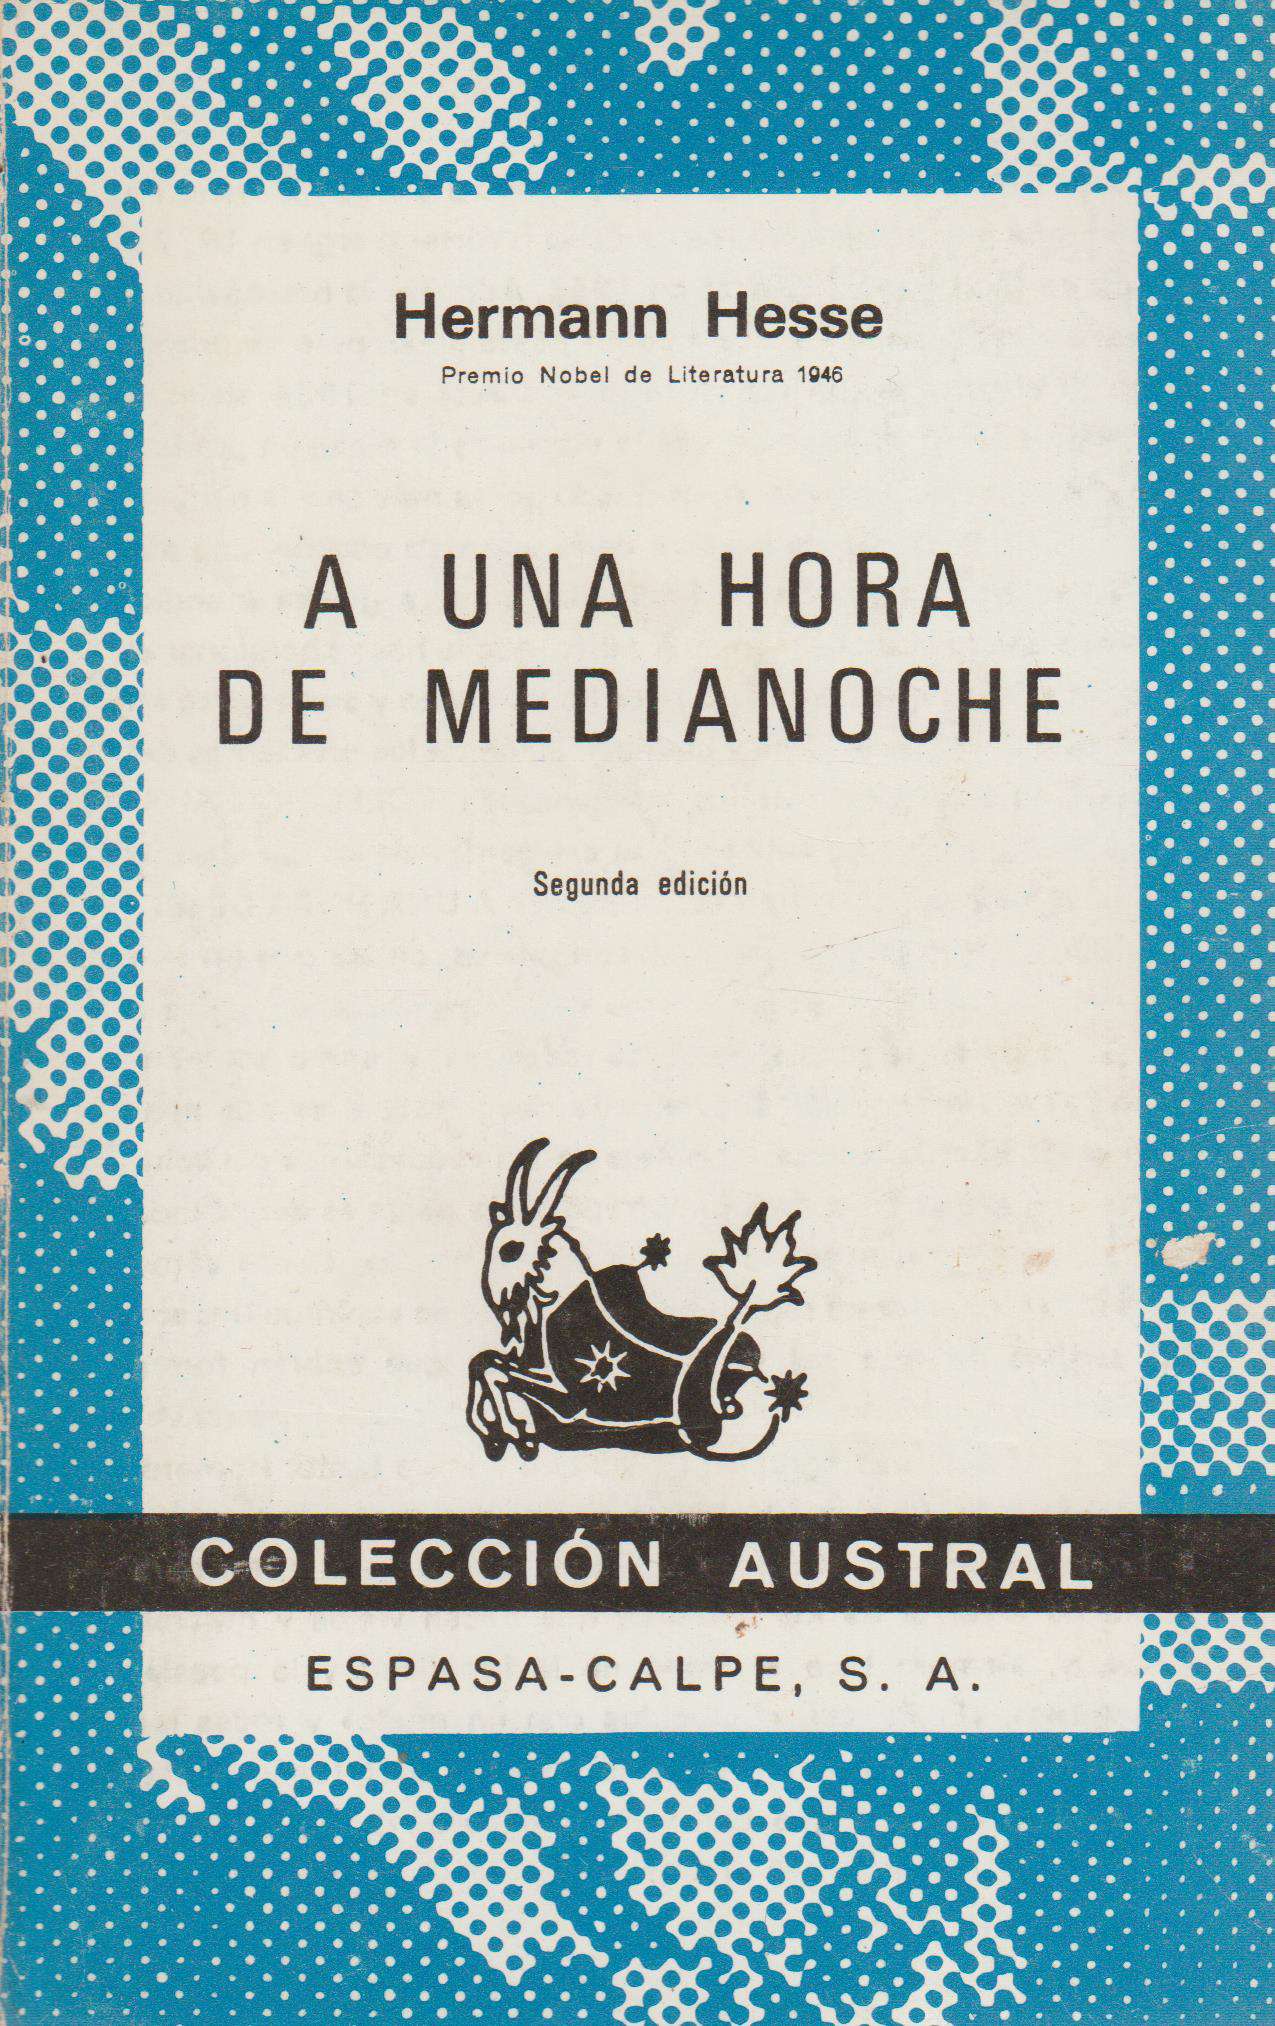 Hermann Hesse
Premio Nobel de Literatura 1946
A UNA HORA
DE MEDIANOCHE
Segunda edición
COLECCIÓN AUSTRAL
ESPASA-CALPE, S. A.